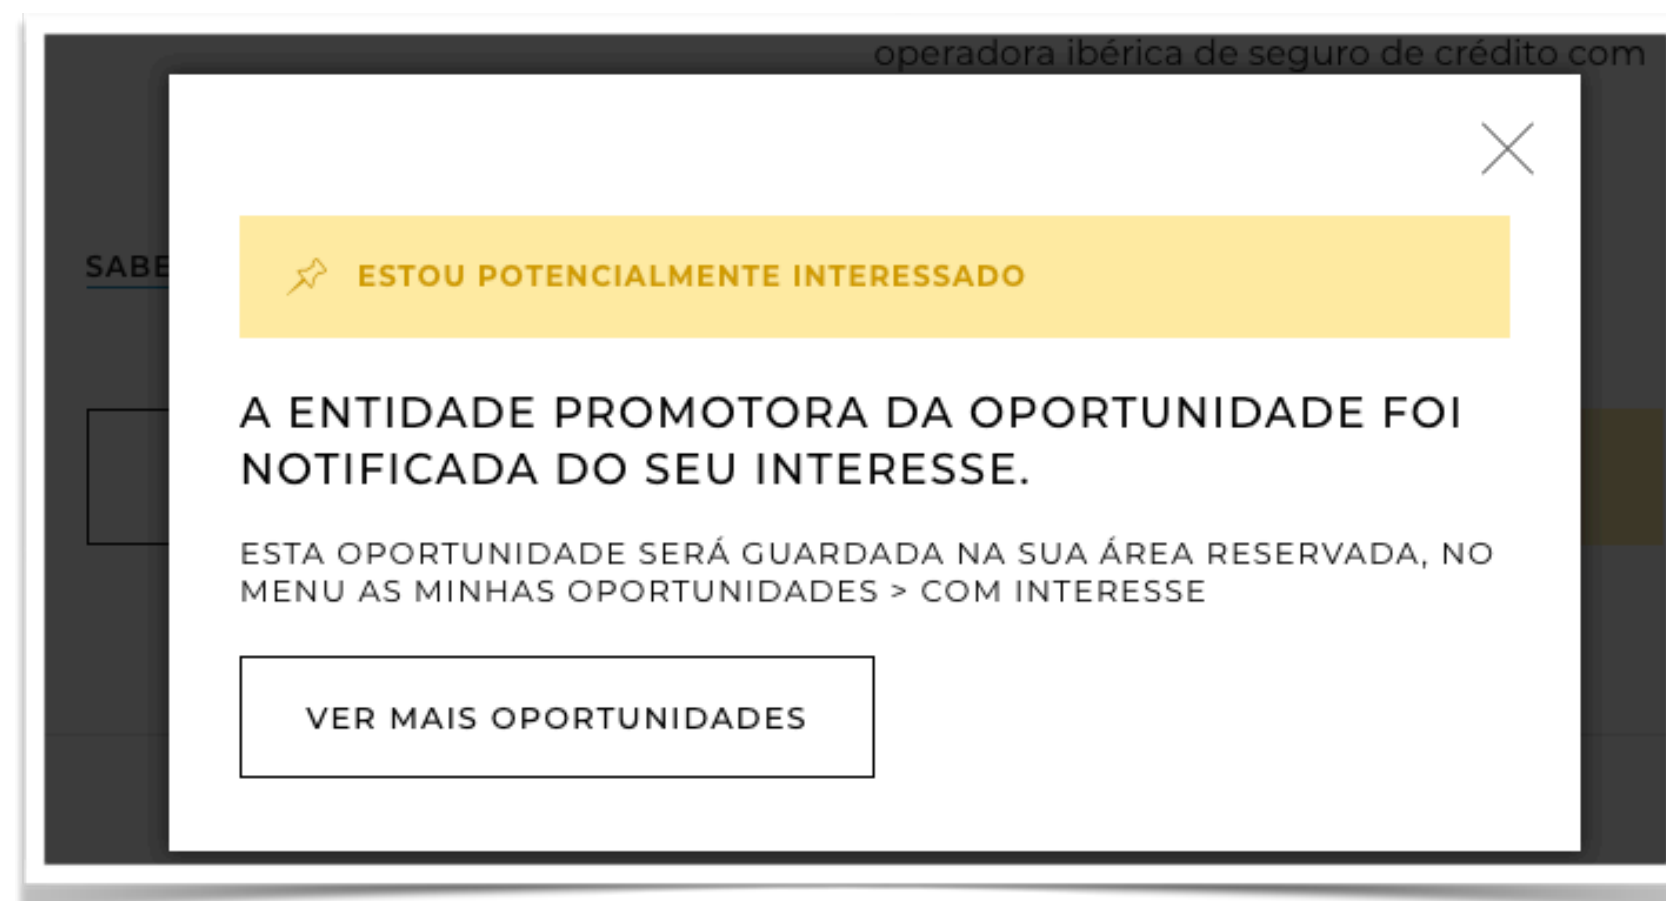 operadora ibérica de seguro de crédito com
SABE
ESTOU POTENCIALMENTE INTERESSADO
A ENTIDADE PROMOTORA DA OPORTUNIDADE FOI
NOTIFICADA DO SEU INTERESSE.
ESTA OPORTUNIDADE SERÁ GUARDADA NA SUA ÁREA RESERVADA, NO
MENU AS MINHAS OPORTUNIDADES > COM INTERESSE
VER MAIS OPORTUNIDADES